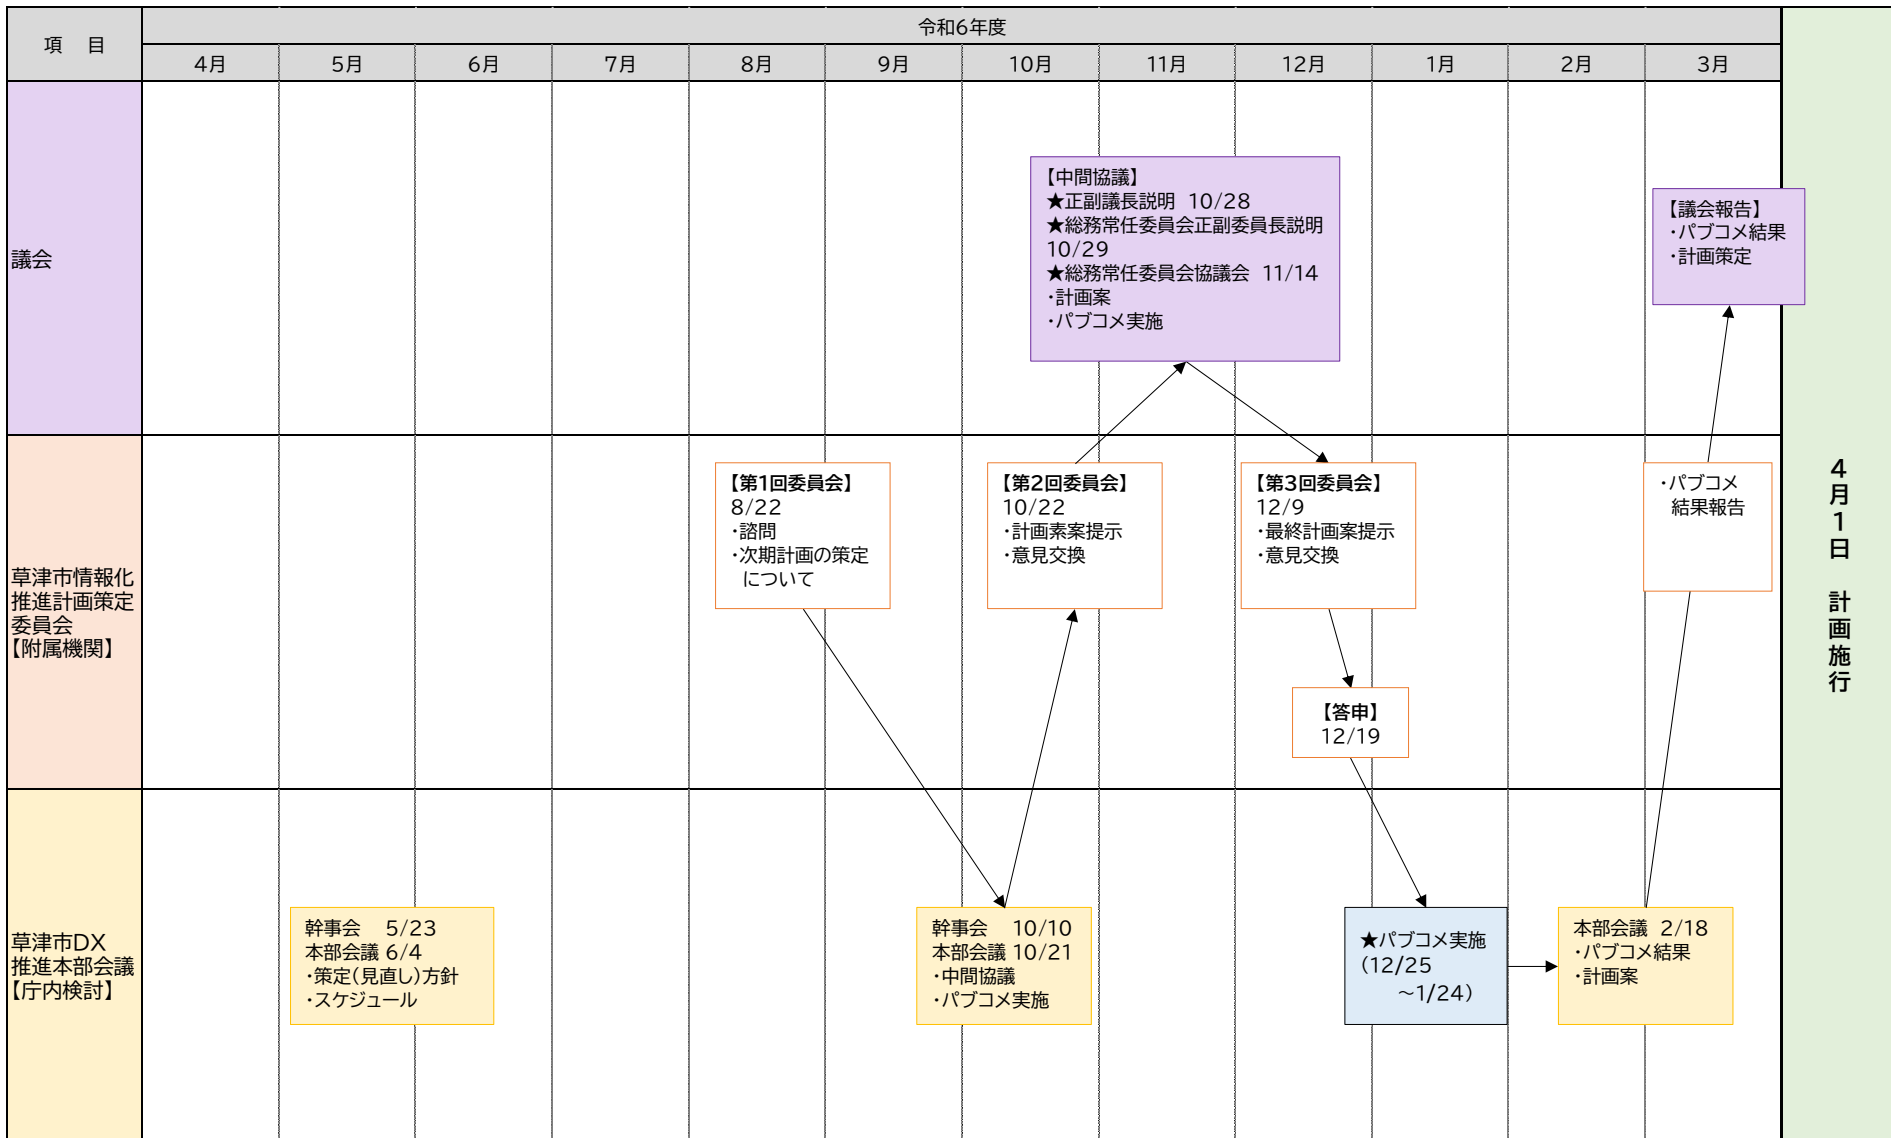 項 目
令和6年度
4月 5月 6月 7月 8月 9月 10月 11月 12月 1月 2月 3月
議会
【中間協議】
★正副議長説明 10/28
★総務常任委員会正副委員長説明
10/29
★総務常任委員会協議会 11/14
・計画案
・パブコメ実施
【議会報告】
・パブコメ結果
・計画策定
草津市情報化
推進計画策定
委員会
【附属機関】
【第1回委員会】
8/22
・諮問
・次期計画の策定
について
【第2回委員会】
10/22
・計画素案提示
・意見交換
【第3回委員会】
12/9
・最終計画案提示
・意見交換
【答申】
12/19
・パブコメ
結果報告
草津市DX
推進本部会議
【庁内検討】
幹事会 5/23
本部会議 6/4
・策定(見直し)方針
・スケジュール
幹事会 10/10
本部会議 10/21
・中間協議
・パブコメ実施
★パブコメ実施
(12/25
～1/24)
本部会議 2/18
・パブコメ結果
・計画案
4月1日 計画施行